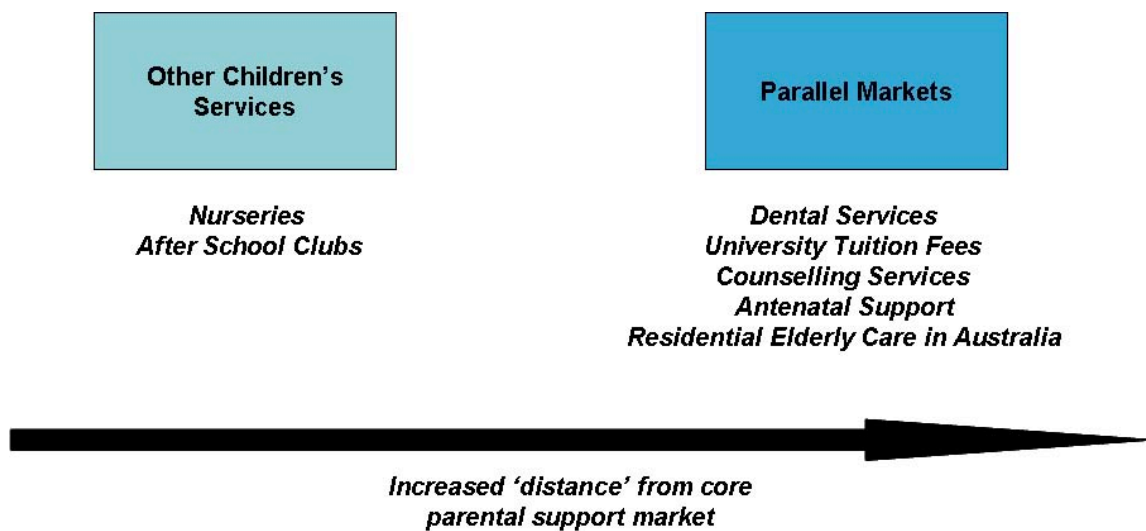 Other Children’s
Services
Parallel Markets
Nurseries
After School Clubs
Dental Services
University Tuition Fees
Counselling Services
Antenatal Support
Residential Elderly Care in Australia
Increased ‘distance’ from core
parental support market